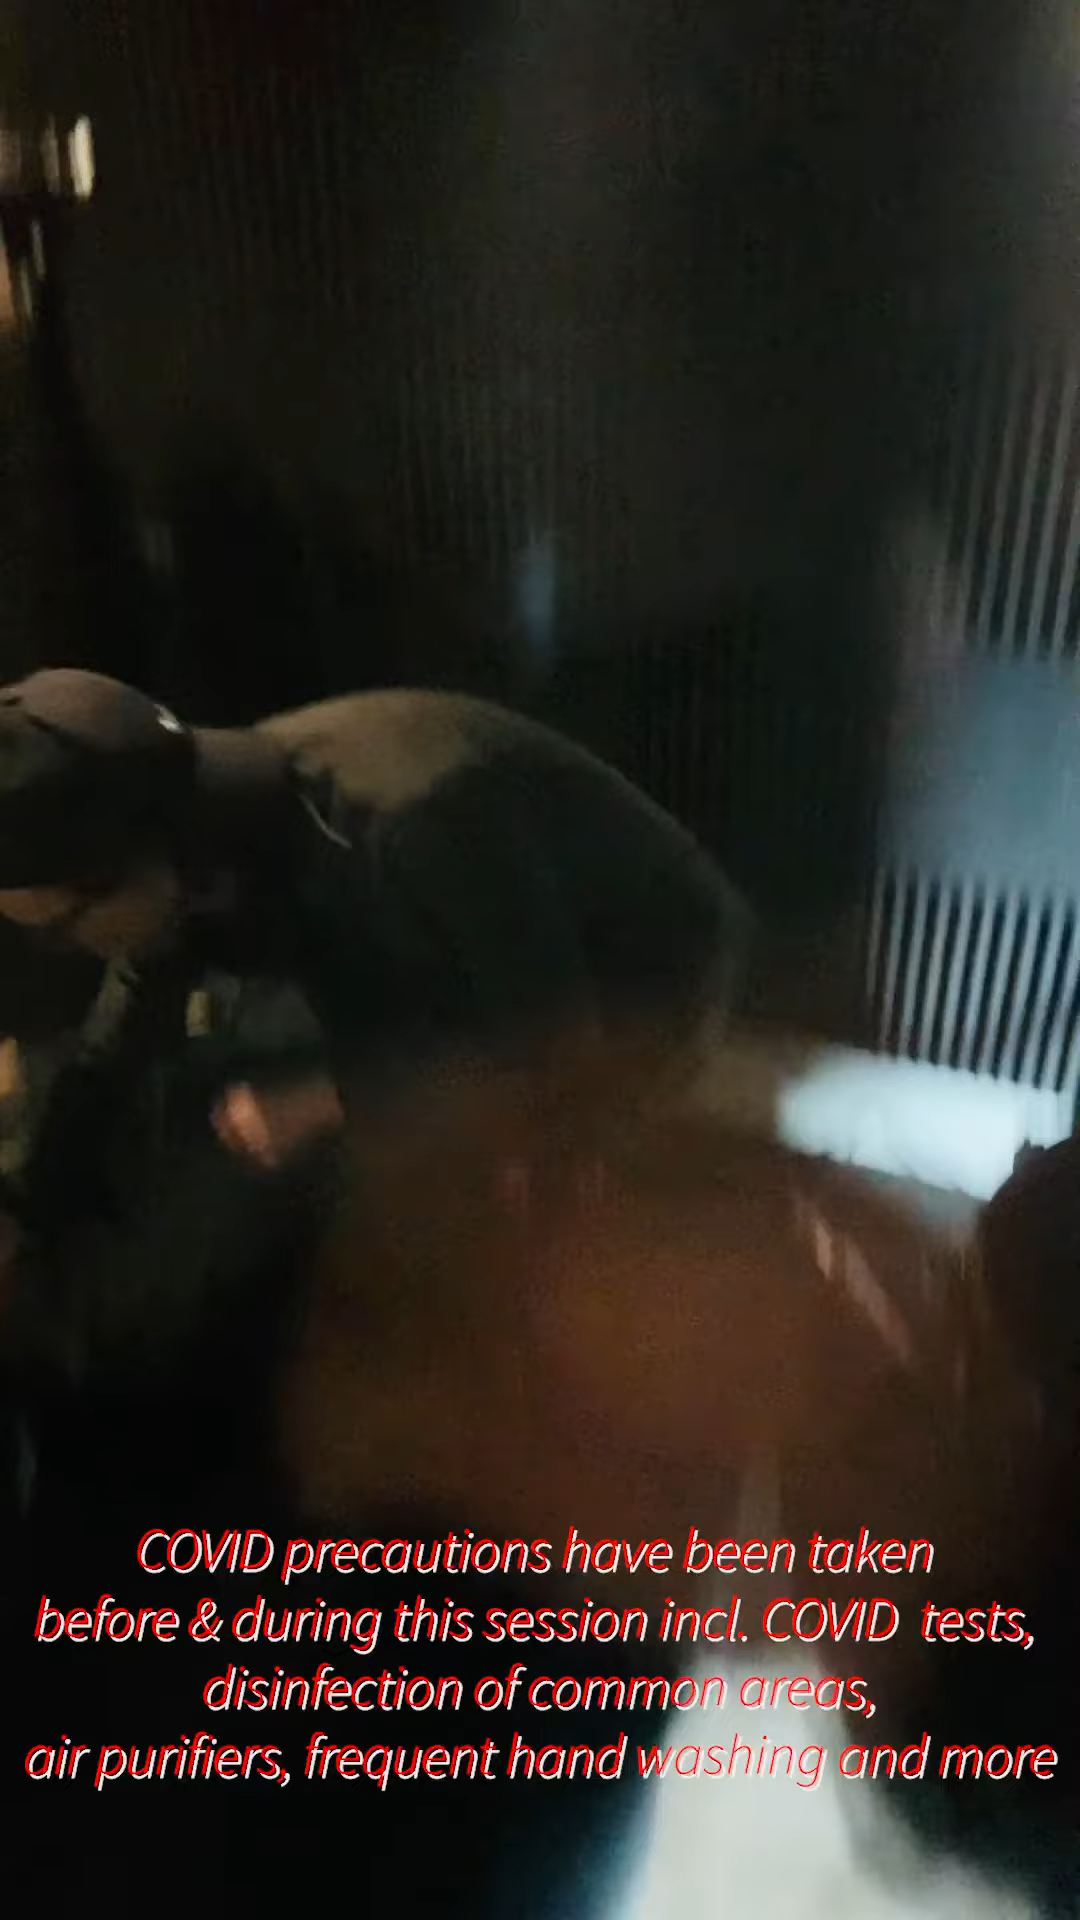 COVID precautions have been taken
before & during this session incl. COVID tests,
disinfection of common areas,
air purifiers, frequent hand washing and more